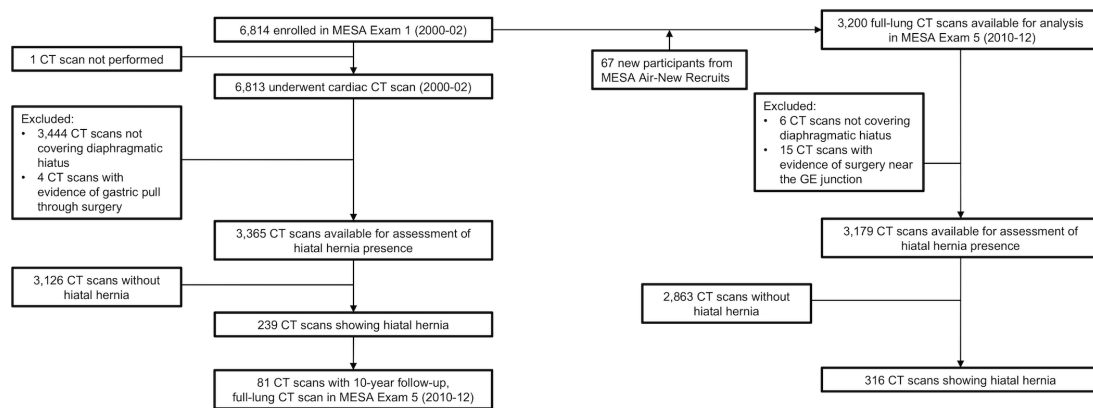 6,814 enrolled in MESA Exam 1 (2000-02)
1 CT scan not performed
6,813 underwent cardiac CT scan (2000-02)
Excluded:
• 3,444 CT scans not
covering diaphragmatic
hiatus
• 4 CT scans with
evidence of gastric pull
through surgery
3,365 CT scans available for assessment of
hiatal hernia presence
3,126 CT scans without
hiatal hernia
239 CT scans showing hiatal hernia
81 CT scans with 10-year follow-up,
full-lung CT scan in MESA Exam 5 (2010-12)
67 new participants from
MESA Air-New Recruits
3,200 full-lung CT scans available for analysis
in MESA Exam 5 (2010-12)
Excluded:
• 6 CT scans not covering
diaphragmatic hiatus
• 15 CT scans with
evidence of surgery near
the GE junction
3,179 CT scans available for assessment of
hiatal hernia presence
2,863 CT scans without
hiatal hernia
316 CT scans showing hiatal hernia